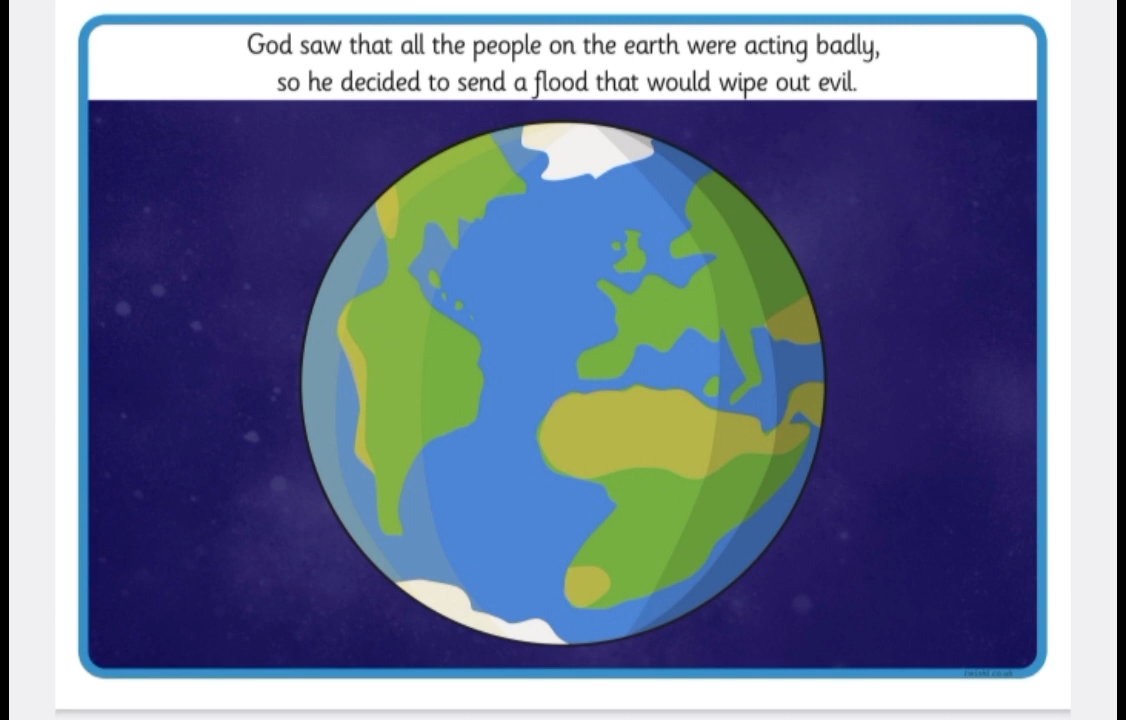 God saw that all the people on the earth were acting badly,
so he decided to send a flood that would wipe out evil.